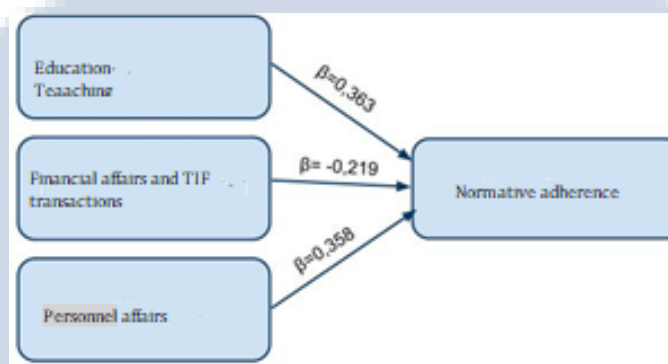 Education-
Teaaching
β=0,363
Financial affairs and TIF
transactions
β= -0,219
Normative adherence
β=0,358
Personnel affairs